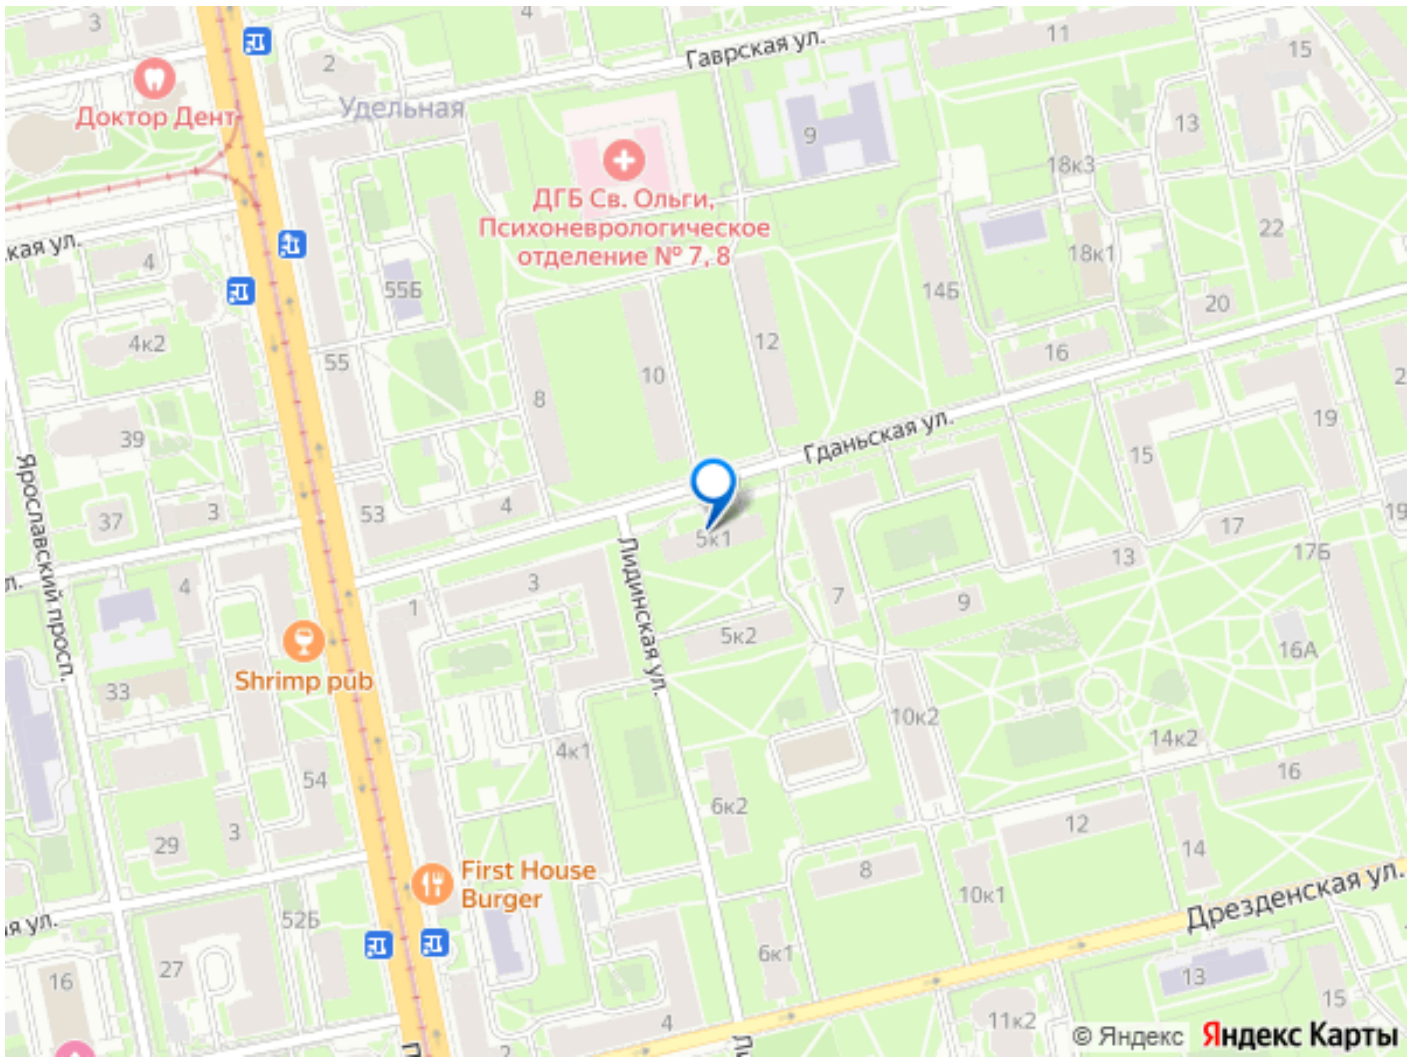 3
2
Гаврская ул.
11
15
Доктор Дент
Удельная
9
13
18к3
ДГБ Св. Ольги,
Психоневрологическое
отделение № 7, 8
кая ул.
4
22
18к1
55Б
14Б
20
4к2
55
12
16
10
8
2
39
19
Гданьская ул.
15
Ярославский просп.
37
3
53
4
5к1
17
19
13
17Б
л.
4
3
1
Лидинская ул.
7
9
5к2
16А
Shrimp pub
33
10к2
4к1
14к2
54
16
6к2
12
29
3
14
First House
Burger
8
10к1
Дрезденская ул.
ая ул.
52Б
6к1
27
16
13
15
11к2
4
2
П
Ли
© Яндекс Яндекс Карты